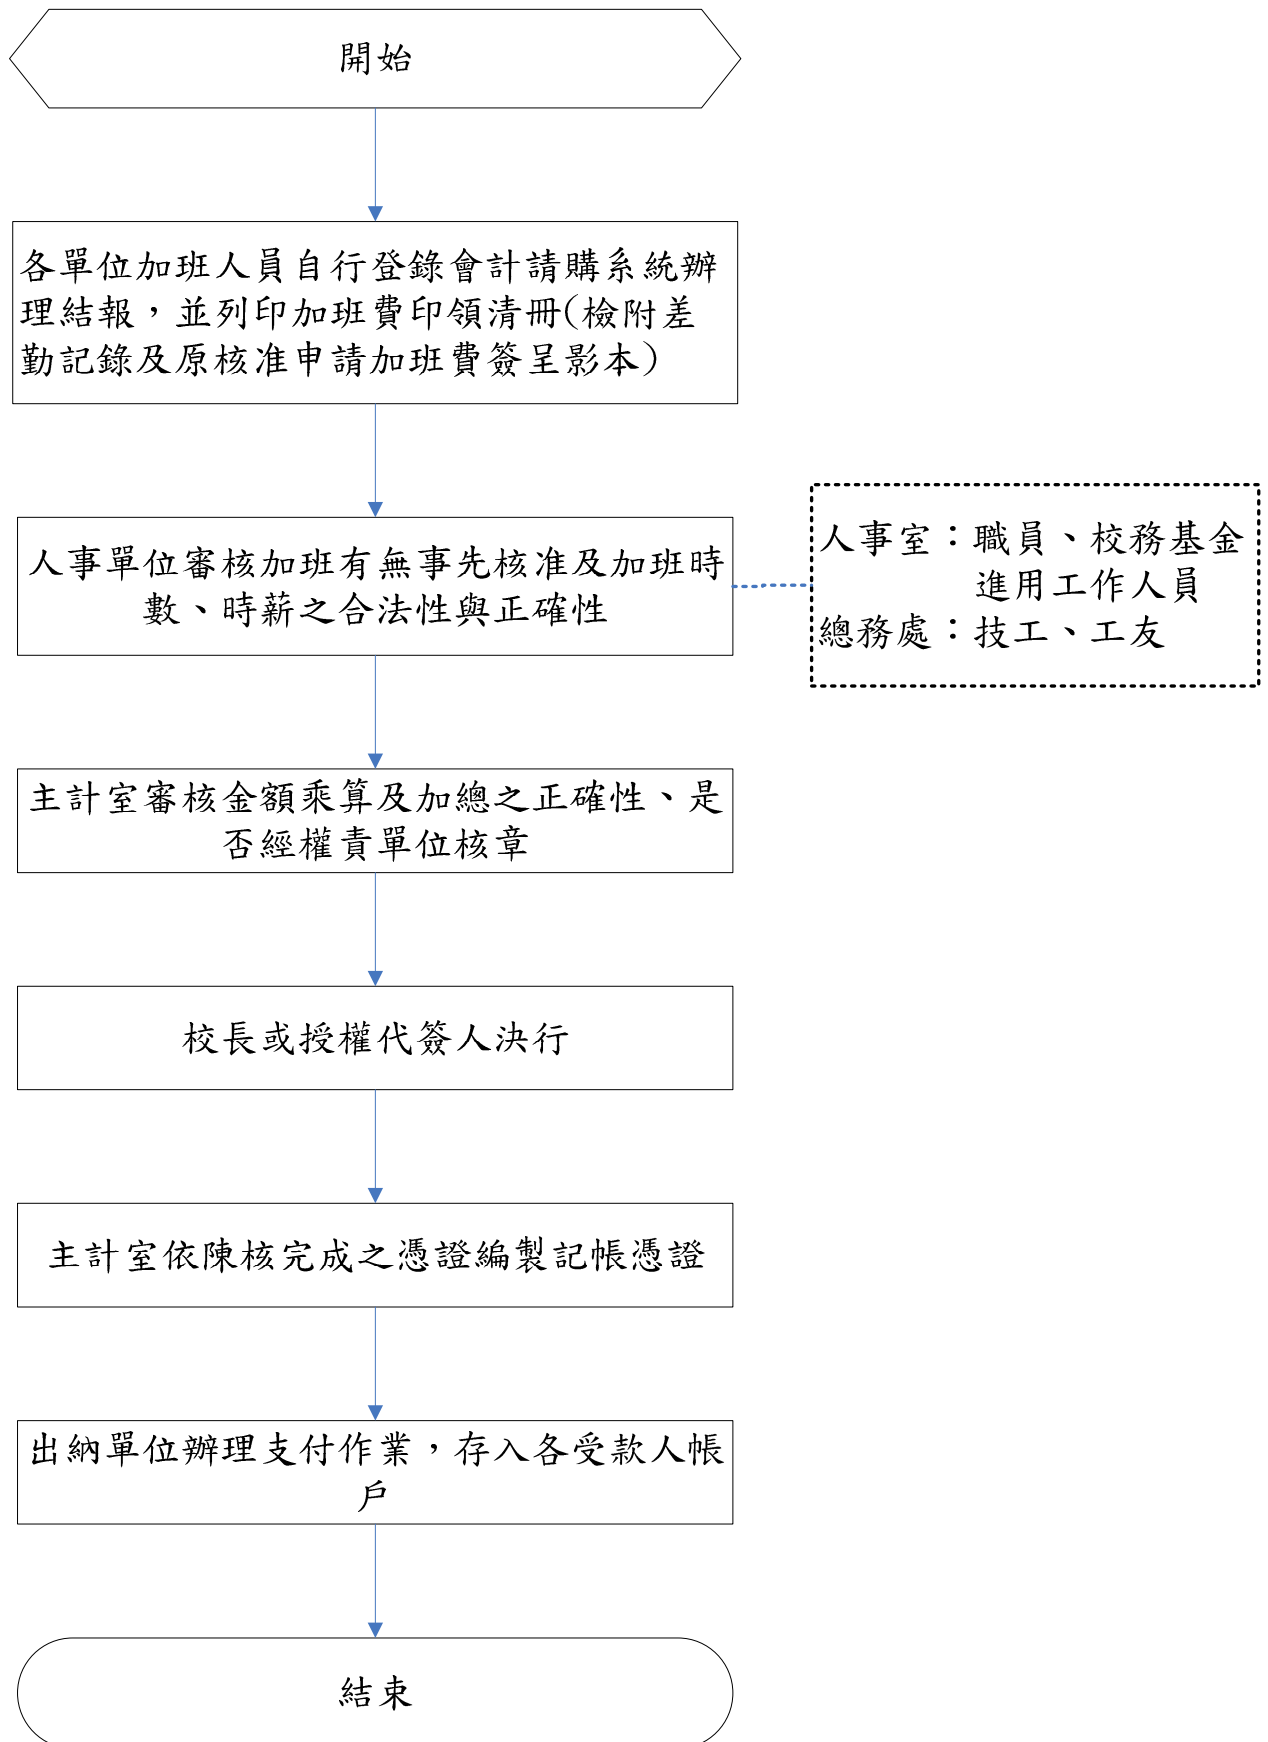 開始
各單位加班人員自行登錄會計請購系統辦
理結報，並列印加班費印領清冊(檢附差
勤記錄及原核准申請加班費簽呈影本)
人事單位審核加班有無事先核准及加班時
數、時薪之合法性與正確性
人事室：職員、校務基金
進用工作人員
總務處：技工、工友
主計室審核金額乘算及加總之正確性、是
否經權責單位核章
校長或授權代簽人決行
主計室依陳核完成之憑證編製記帳憑證
出納單位辦理支付作業，存入各受款人帳
戶
結束